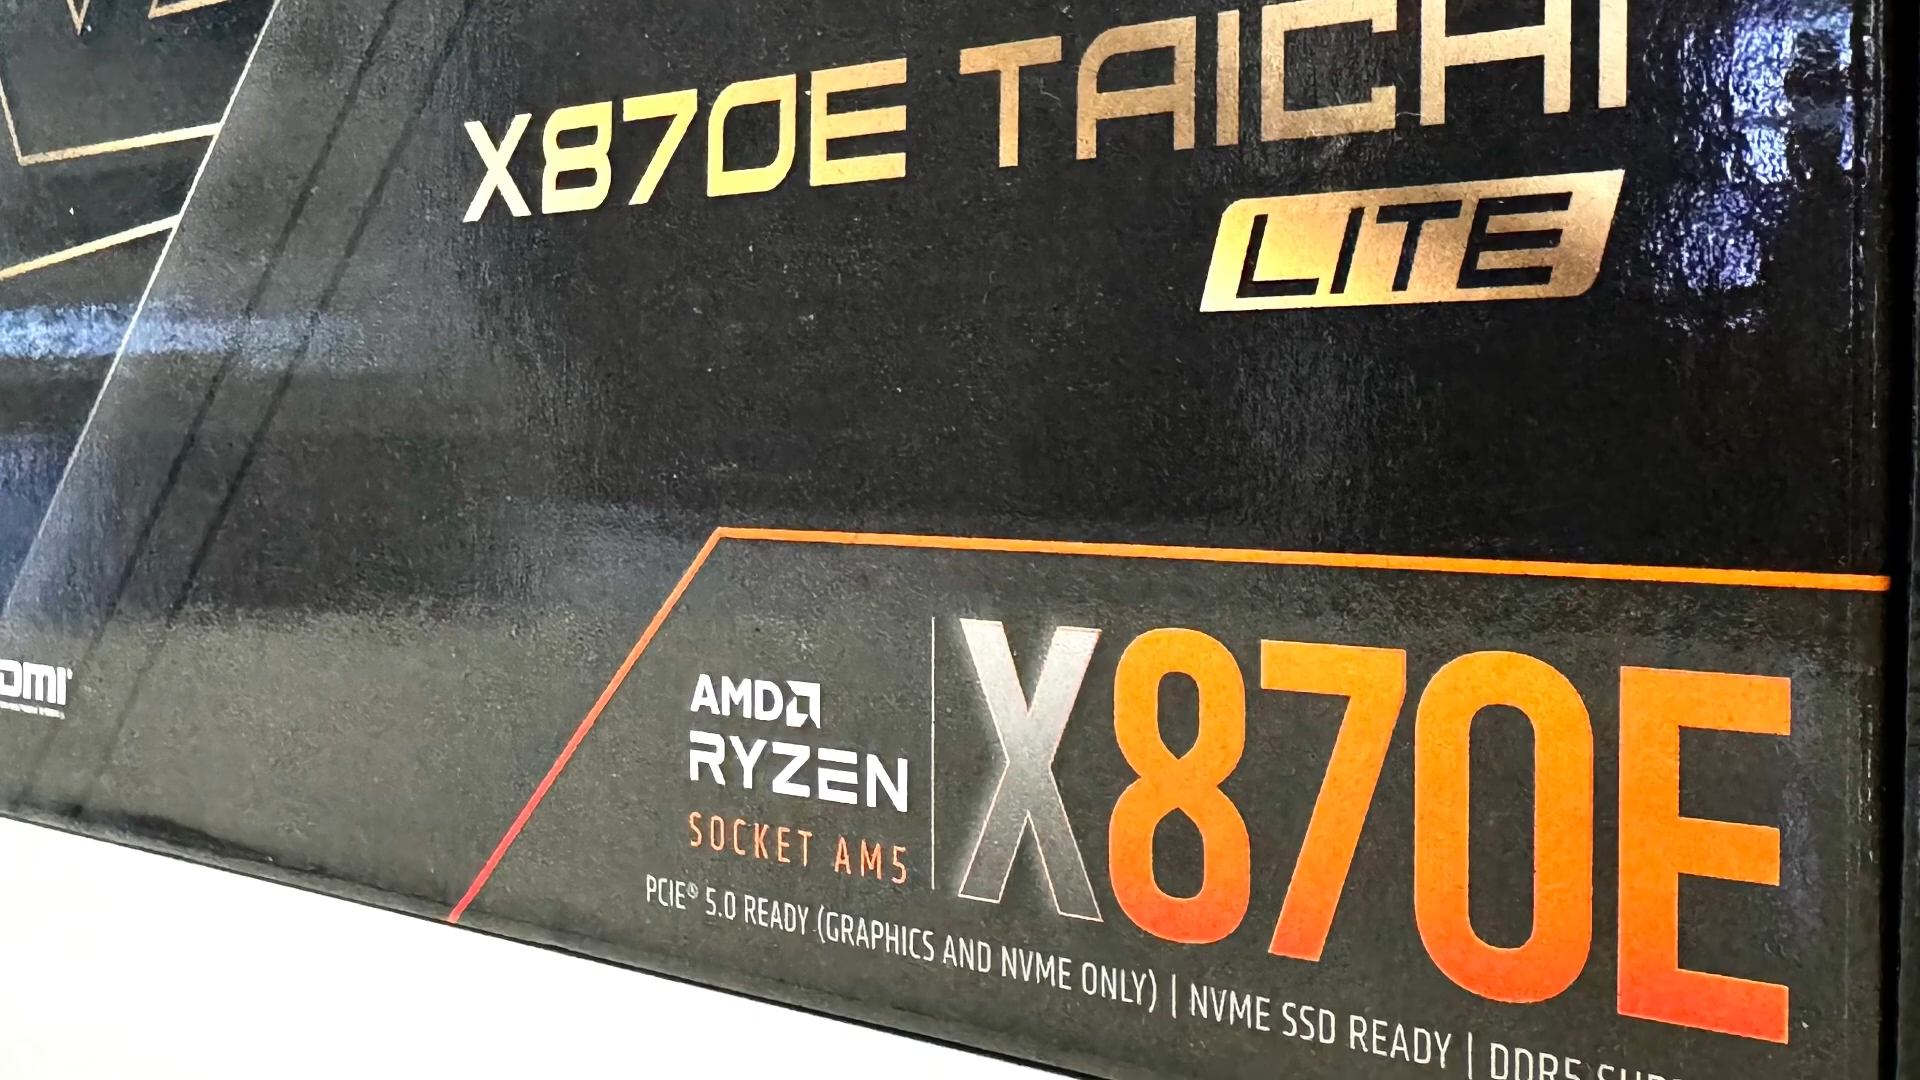 X870E TAICHI
LITE
AMD
RYZEN
SOCKET AM5
X870E
PCIE® 5.0 READY (GRAPHICS AND NVME ONLY) | NVME SSD READY | DDR5